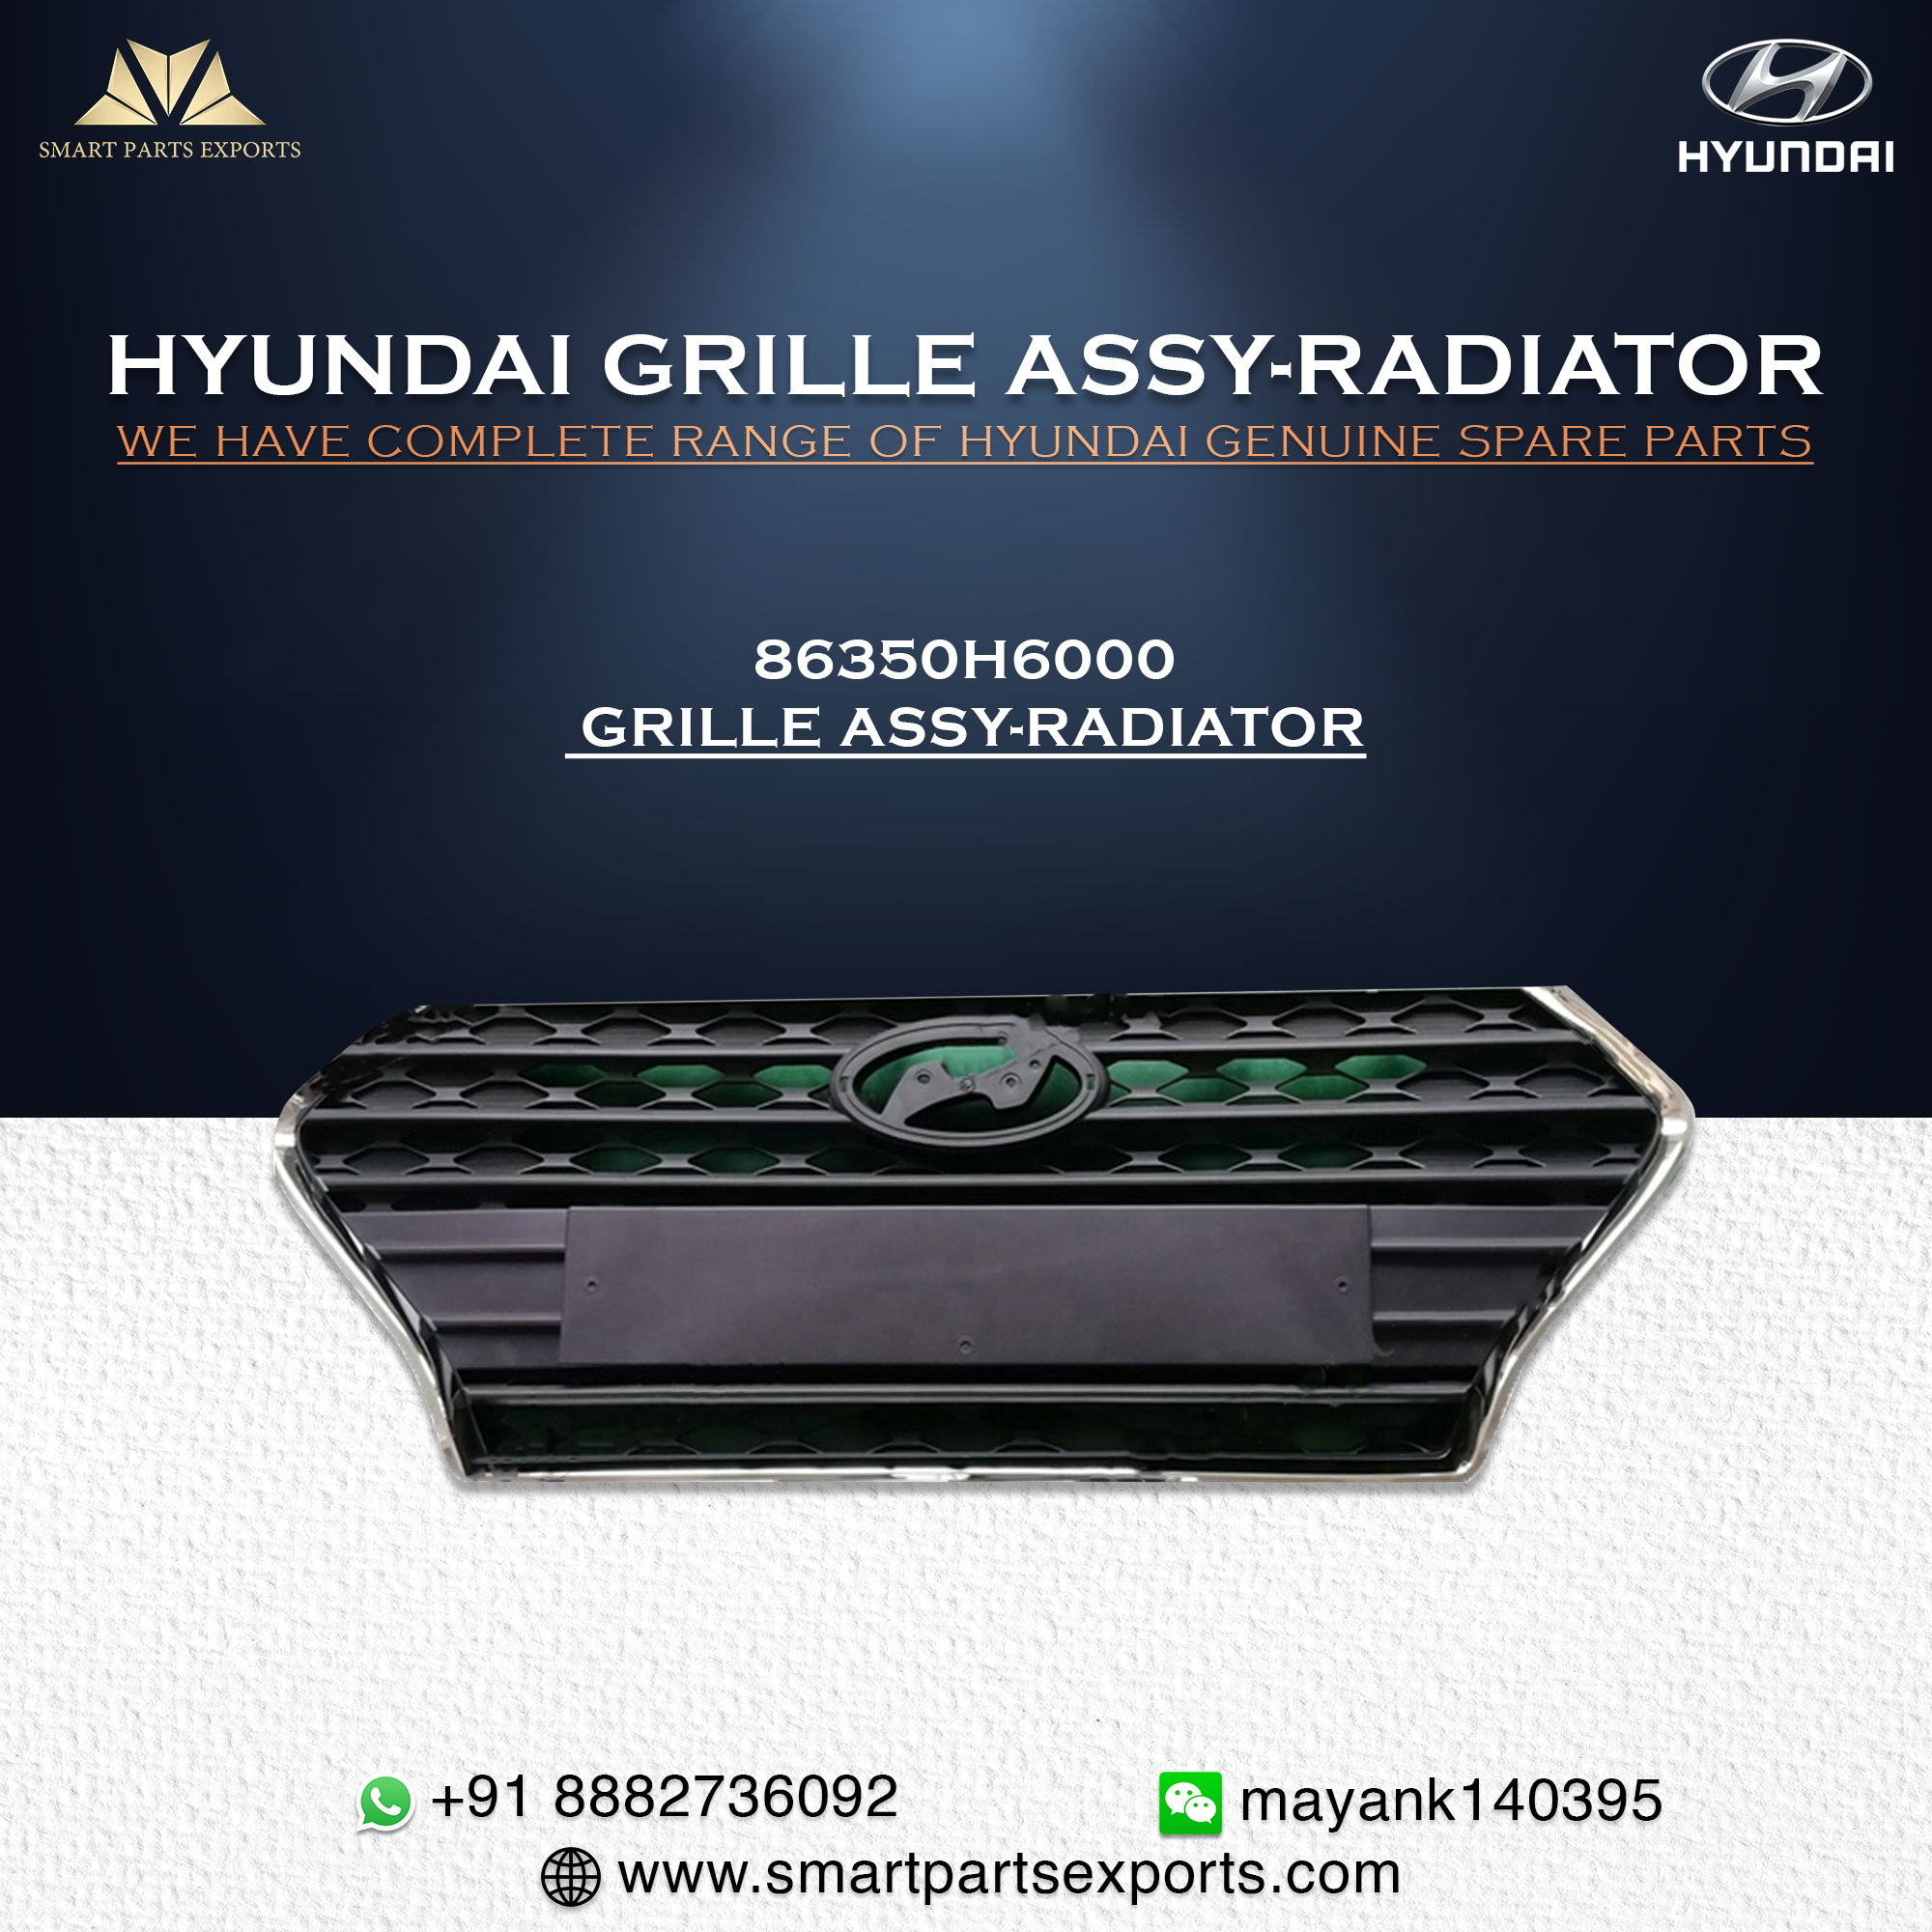 SMART PARTS EXPORTS
HYUNDAI
HYUNDAI GRILLE ASSY-RADIATOR
WE HAVE COMPLETE RANGE OF HYUNDAI GENUINE SPARE PARTS
86350H6000
GRILLE ASSY-RADIATOR
+91 8882736092
mayank140395
www.smartpartsexports.com